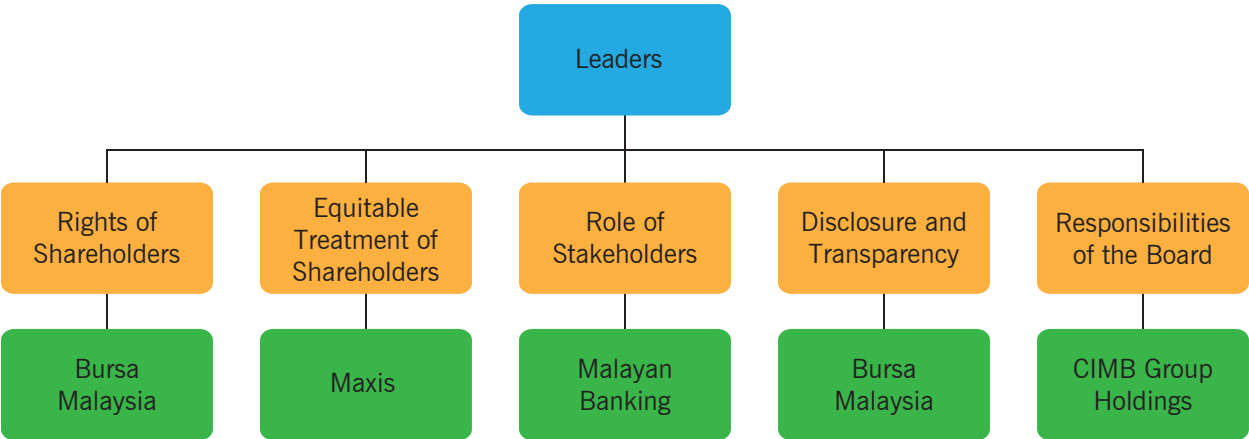 Leaders
Rights of
Shareholders
Equitable
Treatment of
Shareholders
Role of
Stakeholders
Disclosure and
Transparency
Responsibilities
of the Board
Bursa
Malaysia
Maxis
Malayan
Banking
Bursa
Malaysia
CIMB Group
Holdings